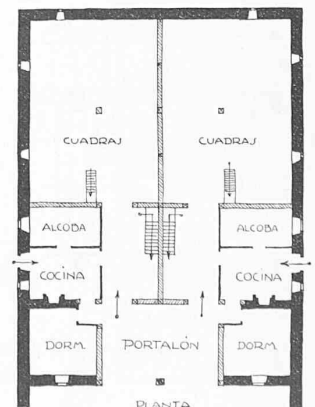 CUADRAS CUADRAS
ALCOBA ALCOBA
COCINA COCINA
DORM. PORTALÓN DORM.
PLANTA